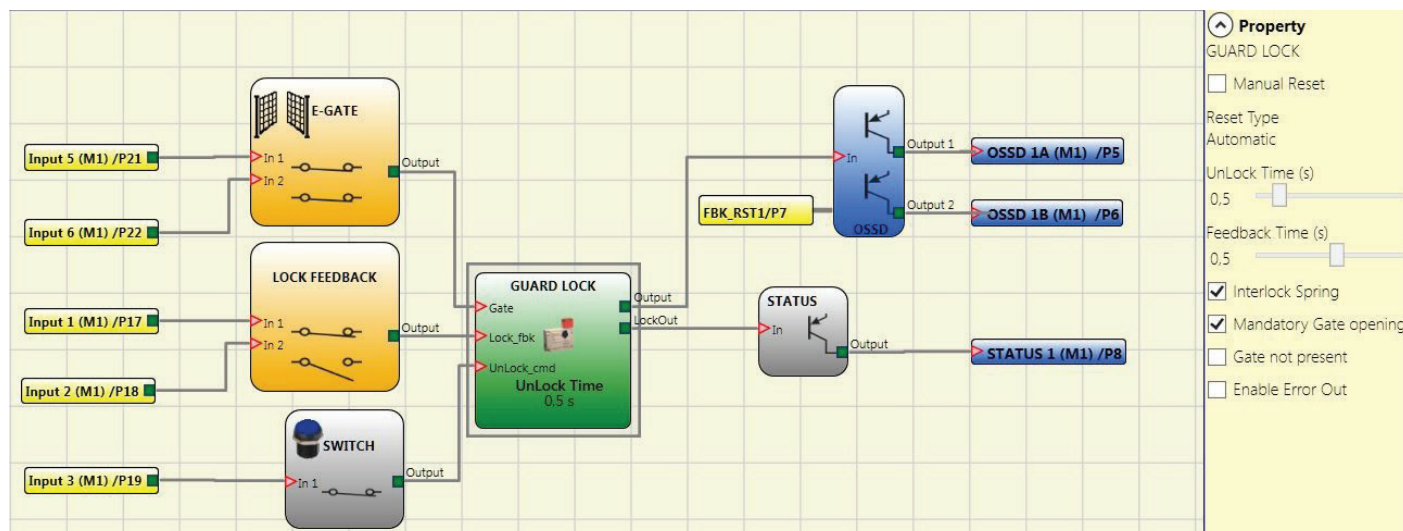 E-GATE
Input 5 (M1) /P21
In 1
In 2
Output
Input 6 (M1) /P22
LOCK FEEDBACK
Input 1 (M1) /P17
In 1
In 2
Output
Input 2 (M1) /P18
SWITCH
Input 3 (M1) /P19
In 1
Output
GUARD LOCK
Gate
Lock_fbk
UnLock_cmd
Output
LockOut
UnLock Time
0.5 s
FBK_RST1/P7
In
Output 1
Output 2
OSSD
OSSD 1A (M1) /P5
OSSD 1B (M1) /P6
STATUS
In
Output
STATUS 1 (M1) /P8
Property
GUARD LOCK
Manual Reset
Reset Type
Automatic
UnLock Time (s)
0,5
Feedback Time (s)
0,5
Interlock Spring
Mandatory Gate opening
Gate not present
Enable Error Out